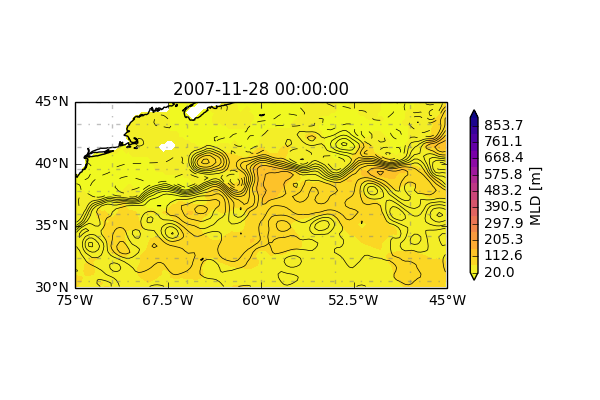 2007-11-28 00:00:00
45°N
40°N
35°N
30°N
75°W
67.5°W
60°W
52.5°W
45°W
853.7
761.1
668.4
575.8
483.2
390.5
297.9
205.3
112.6
20.0
MLD [m]